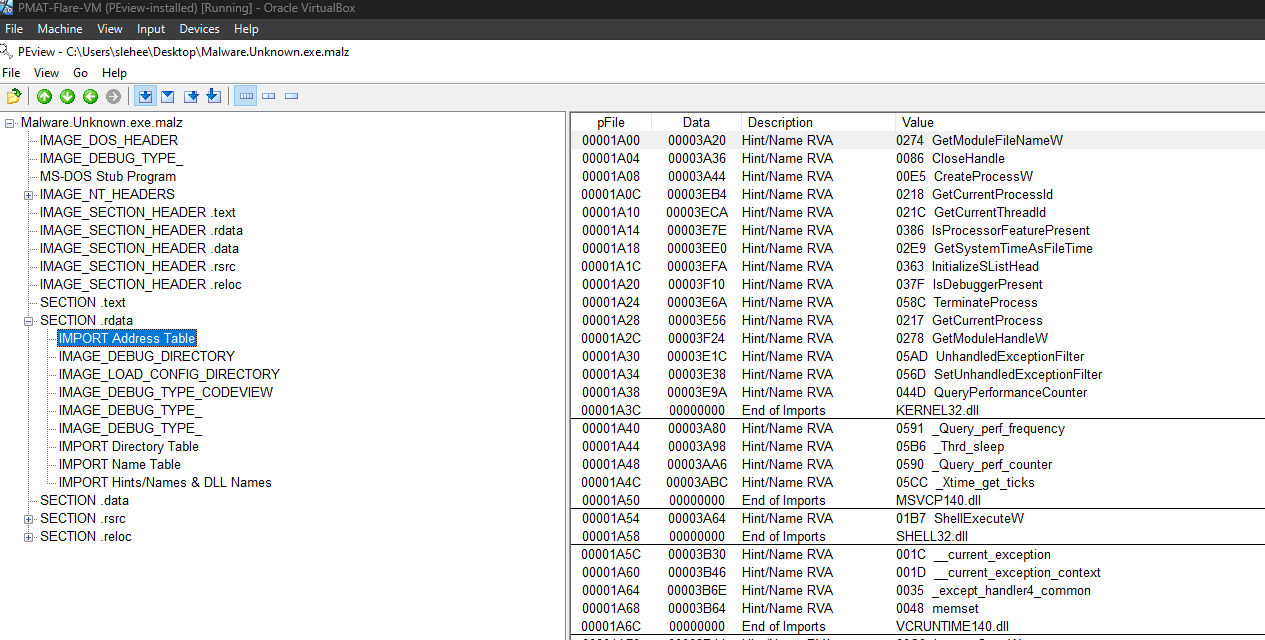 PMAT-Flare-VM (PEview-installed) [Running] - Oracle VirtualBox
File Machine View Input Devices Help
PEview - C:\Users\slehee\Desktop\Malware.Unknown.exe.malz
File View Go Help
Malware.Unknown.exe.malz
IMAGE_DOS_HEADER
IMAGE_DEBUG_TYPE_
MS-DOS Stub Program
IMAGE_NT_HEADERS
IMAGE_SECTION_HEADER .text
IMAGE_SECTION_HEADER .rdata
IMAGE_SECTION_HEADER .data
IMAGE_SECTION_HEADER .rsrc
IMAGE_SECTION_HEADER .reloc
SECTION .text
SECTION .rdata
IMPORT Address Table
IMAGE_DEBUG_DIRECTORY
IMAGE_LOAD_CONFIG_DIRECTORY
IMAGE_DEBUG_TYPE_CODEVIEW
IMAGE_DEBUG_TYPE_
IMAGE_DEBUG_TYPE_
IMPORT Directory Table
IMPORT Name Table
IMPORT Hints/Names & DLL Names
SECTION .data
SECTION .rsrc
SECTION .reloc
pFile Data Description Value
00001A00 00003A20 Hint/Name RVA 0274 GetModuleFileNameW
00001A04 00003A36 Hint/Name RVA 0086 CloseHandle
00001A08 00003A44 Hint/Name RVA 00E5 CreateProcessW
00001A0C 00003EB4 Hint/Name RVA 0218 GetCurrentProcessId
00001A10 00003ECA Hint/Name RVA 021C GetCurrentThreadId
00001A14 00003E7E Hint/Name RVA 0386 IsProcessorFeaturePresent
00001A18 00003EE0 Hint/Name RVA 02E9 GetSystemTimeAsFileTime
00001A1C 00003EFA Hint/Name RVA 0363 InitializeSListHead
00001A20 00003F10 Hint/Name RVA 037F IsDebuggerPresent
00001A24 00003E6A Hint/Name RVA 058C TerminateProcess
00001A28 00003E56 Hint/Name RVA 0217 GetCurrentProcess
00001A2C 00003F24 Hint/Name RVA 0278 GetModuleHandleW
00001A30 00003E1C Hint/Name RVA 05AD UnhandledExceptionFilter
00001A34 00003E38 Hint/Name RVA 056D SetUnhandledExceptionFilter
00001A38 00003E9A Hint/Name RVA 044D QueryPerformanceCounter
00001A3C 00000000 End of Imports KERNEL32.dll
00001A40 00003A80 Hint/Name RVA 0591 _Query_perf_frequency
00001A44 00003A98 Hint/Name RVA 05B6 _Thrd_sleep
00001A48 00003AA6 Hint/Name RVA 0590 _Query_perf_counter
00001A4C 00003ABC Hint/Name RVA 05CC _Xtime_get_ticks
00001A50 00000000 End of Imports MSVCP140.dll
00001A54 00003A64 Hint/Name RVA 01B7 ShellExecuteW
00001A58 00000000 End of Imports SHELL32.dll
00001A5C 00003B30 Hint/Name RVA 001C __current_exception
00001A60 00003B46 Hint/Name RVA 001D __current_exception_context
00001A64 00003B6E Hint/Name RVA 0035 _except_handler4_common
00001A68 00003B64 Hint/Name RVA 0048 memset
00001A6C 00000000 End of Imports VCRUNTIME140.dll